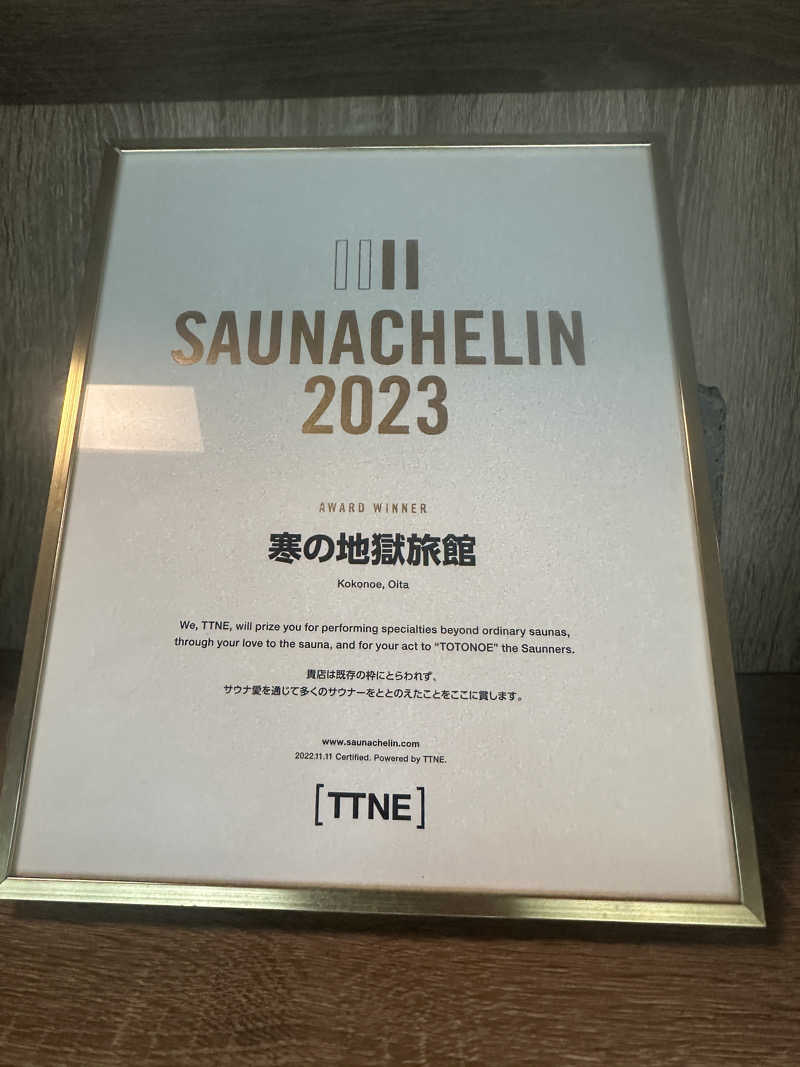 SAUNACHELIN
2023
AWARD WINNER
寒の地獄旅館
Kokonoe, Oita
We, TTNE, will prize you for performing specialties beyond ordinary saunas,
through your love to the sauna, and for your act to “TOTONOE” the Saunners.
貴店は既存の枠にとらわれず、
サウナ愛を通じて多くのサウナーをととのえたことをここに賞します。
www.saunachelin.com
2022.11.11 Certified. Powered by TTNE.
[TTNE]